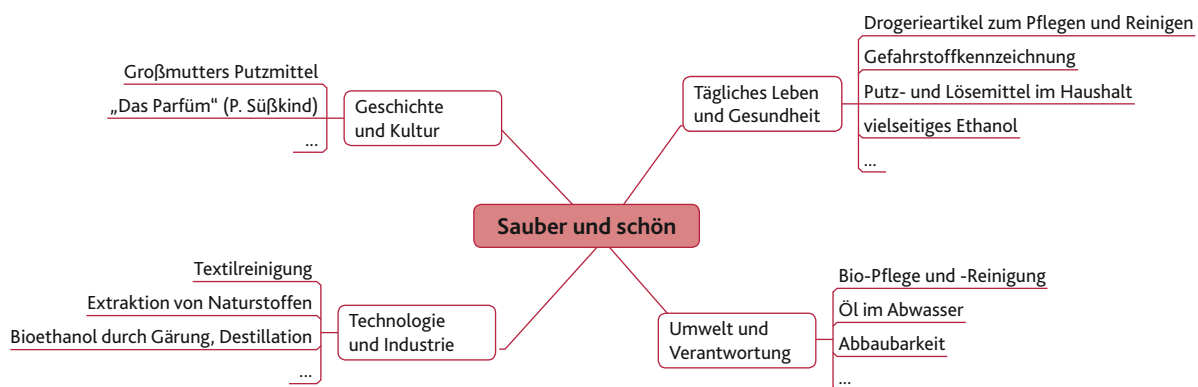 Großmutters Putzmittel
„Das Parfüm“ (P. Süßkind)
...
Geschichte
und Kultur
Tägliches Leben
und Gesundheit
Drogerieartikel zum Pflegen und Reinigen
Gefahrstoffkennzeichnung
Putz- und Lösemittel im Haushalt
vielseitiges Ethanol
...
Sauber und schön
Textilreinigung
Extraktion von Naturstoffen
Bioethanol durch Gärung, Destillation
...
Technologie
und Industrie
Umwelt und
Verantwortung
Bio-Pflege und -Reinigung
Öl im Abwasser
Abbaubarkeit
...